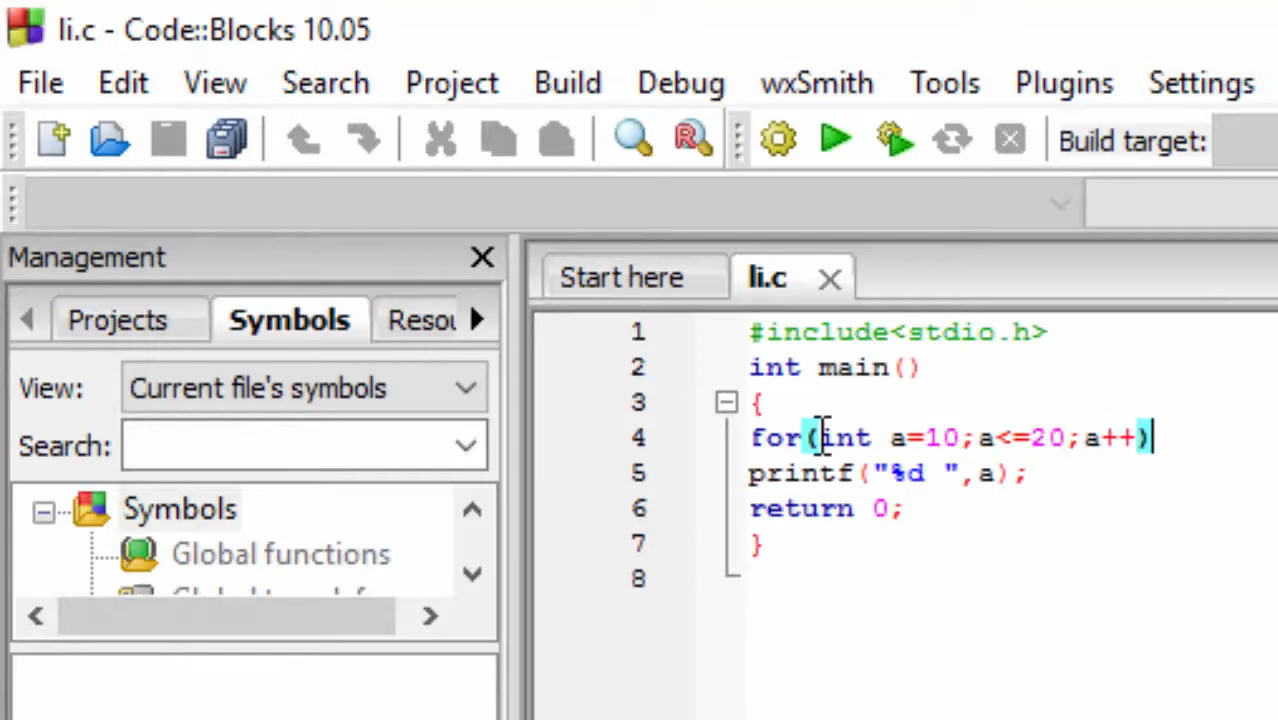 li.c - Code::Blocks 10.05
File Edit View Search Project Build Debug wxSmith Tools Plugins Settings
Build target:
Management
Projects Symbols Resou
View: Current file's symbols
Search:
Symbols
Global functions
Start here li.c
1 #include<stdio.h>
2 int main()
3 {
4 for(int a=10;a<=20;a++)
5 printf("%d ",a);
6 return 0;
7 }
8